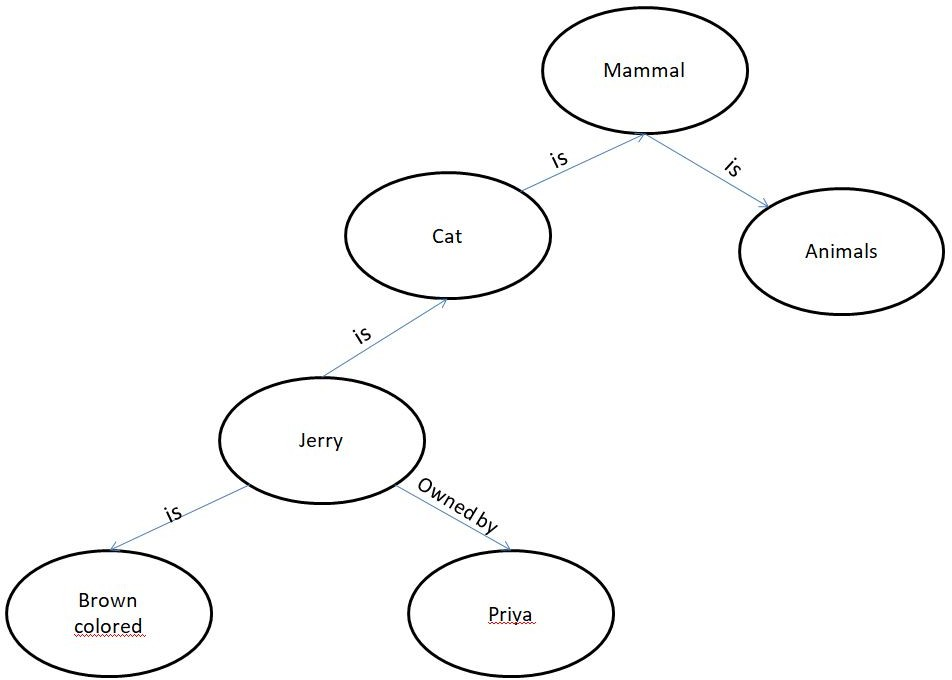 Mammal
is
is
Cat
Animals
is
Jerry
is
Owned by
Brown
colored
Priya